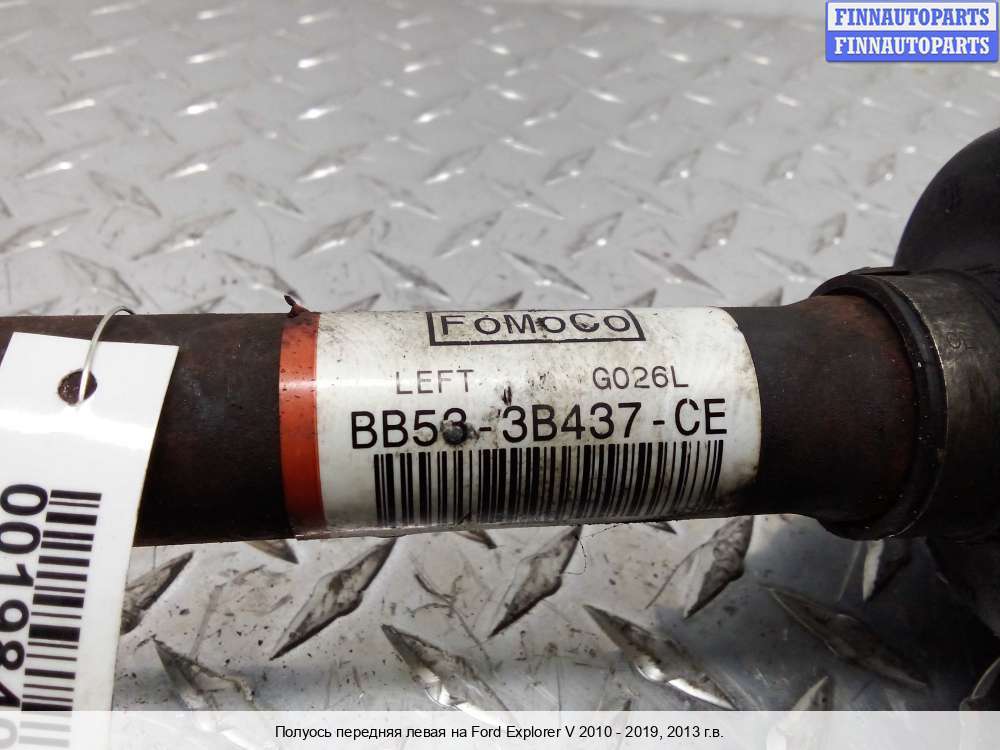 FINNAUTOPARTS
FINNAUTOPARTS
FoMoCo
LEFT G026L
BB53-3B437-CE
Полуось передняя левая на Ford Explorer V 2010 - 2019, 2013 г.в.